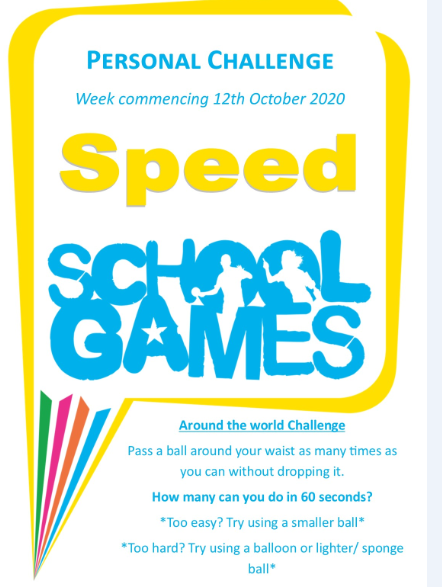 PERSONAL CHALLENGE
Week commencing 12th October 2020
Speed
SCHOOL
GAMES
Around the world Challenge
Pass a ball around your waist as many times as
you can without dropping it.
How many can you do in 60 seconds?
*Too easy? Try using a smaller ball*
*Too hard? Try using a balloon or lighter/ sponge
ball*